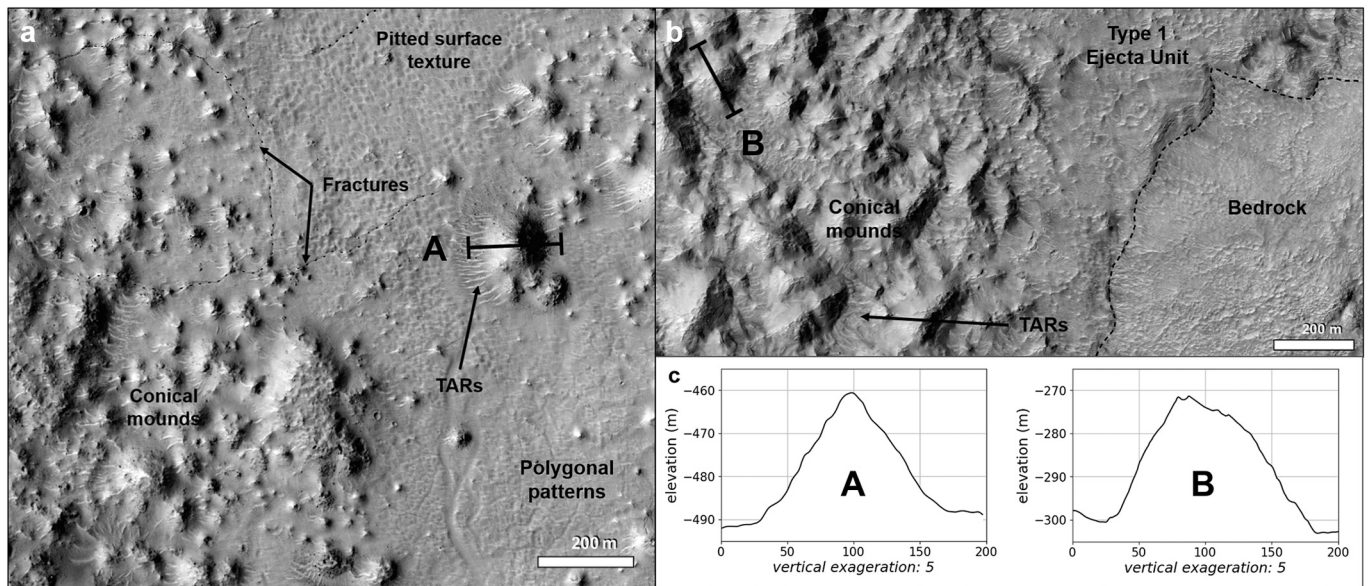 a
Pitted surface
texture
Fractures
A
TARs
Conical
mounds
Polygonal
patterns
200 m
b
Type 1
Ejecta Unit
B
Conical
mounds
Bedrock
TARs
200 m
c
elevation (m)
−460
−470
−480
−490
A
0 50 100 150 200
vertical exageration: 5
elevation (m)
−270
−280
−290
−300
B
0 50 100 150 200
vertical exageration: 5